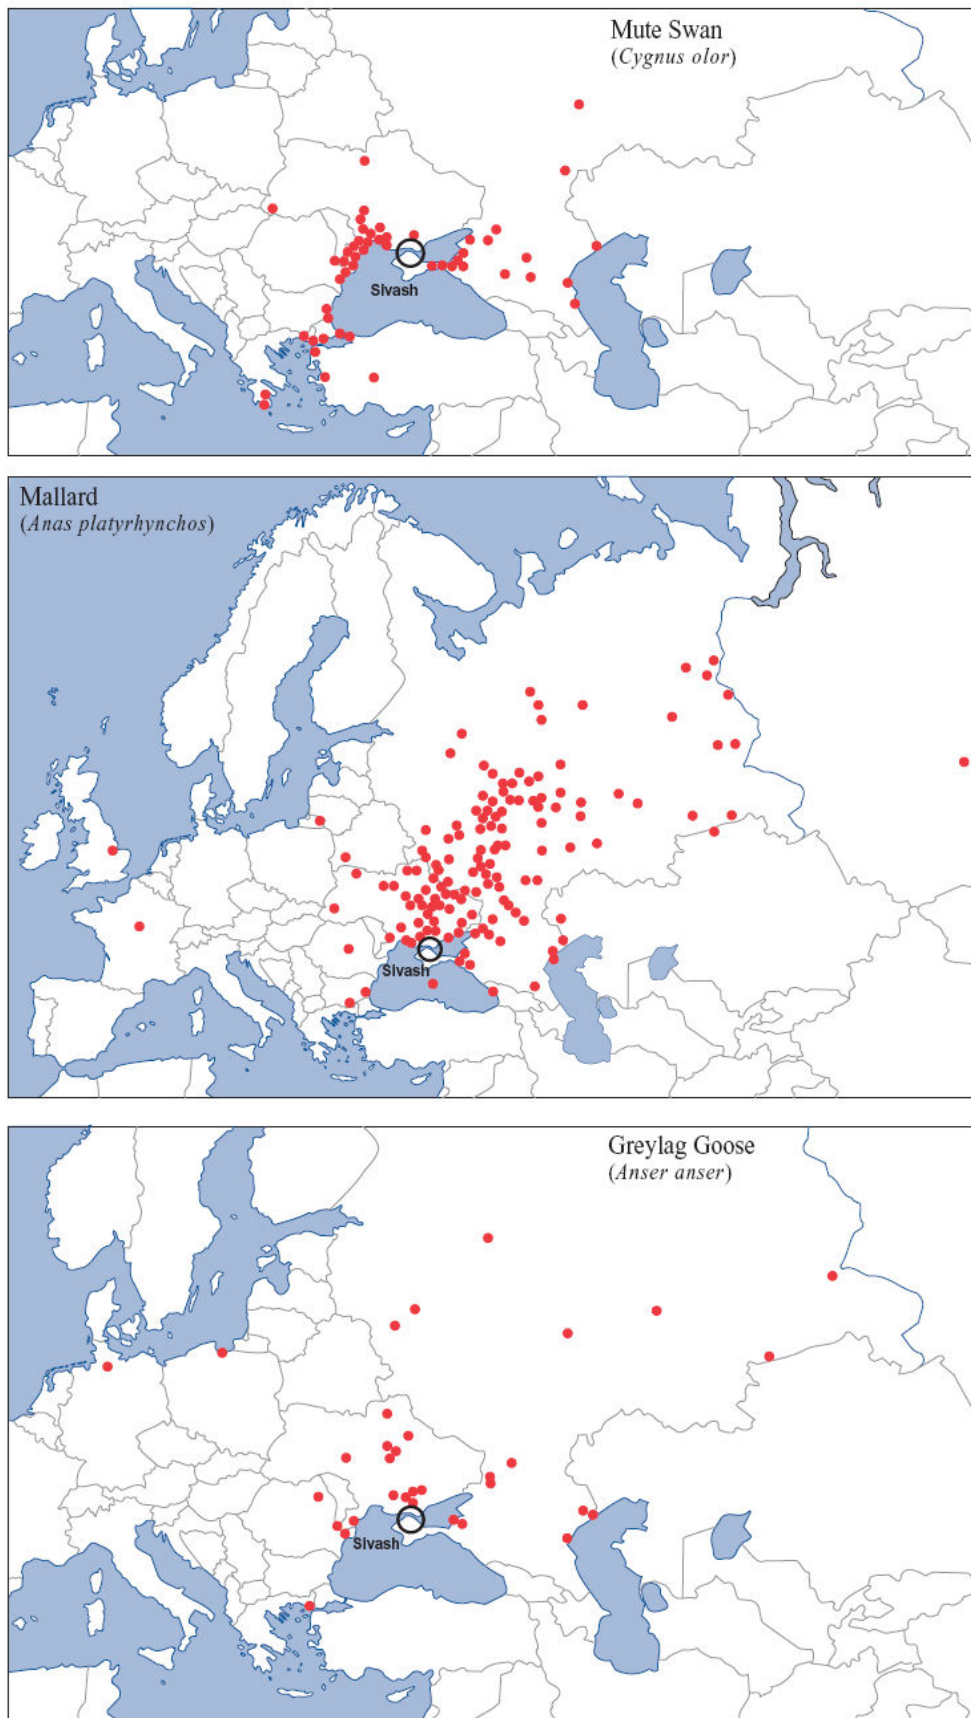 Mute Swan
(Cygnus olor)
Sivash
Mallard
(Anas platyrhynchos)
Sivash
Greylag Goose
(Anser anser)
Sivash